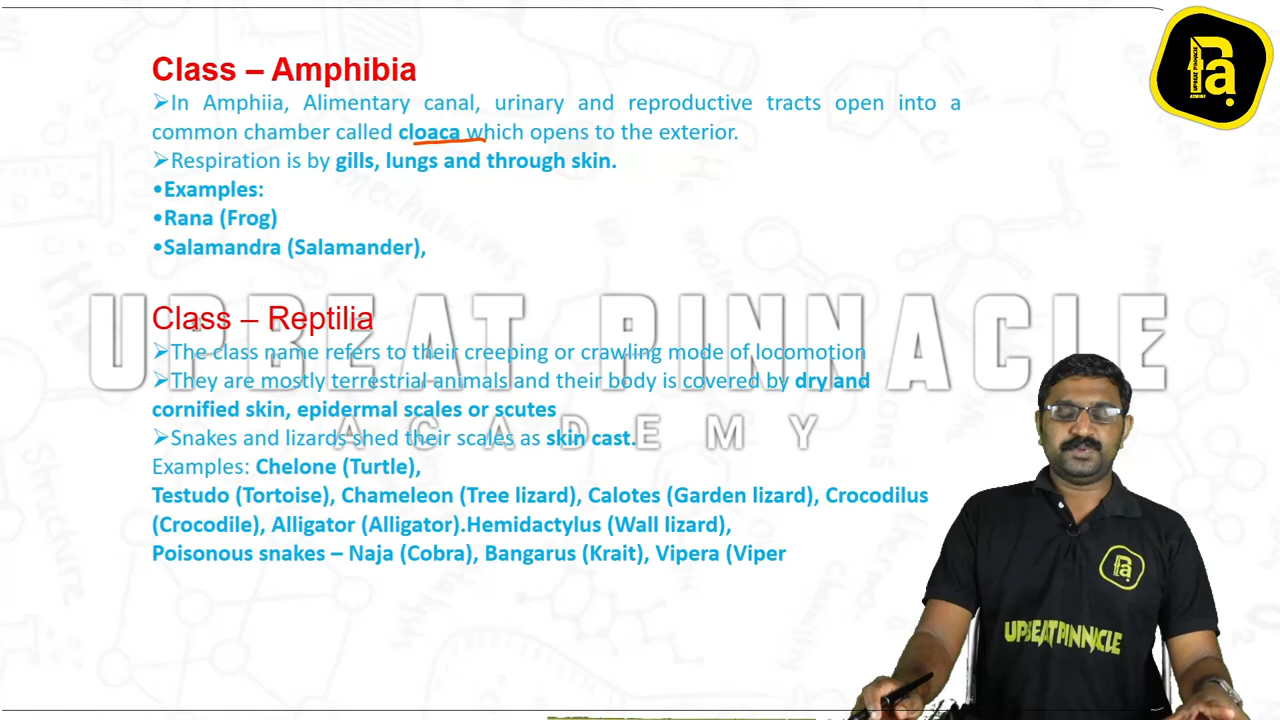 Class – Amphibia
➢In Amphiia, Alimentary canal, urinary and reproductive tracts open into a
common chamber called cloaca which opens to the exterior.
➢Respiration is by gills, lungs and through skin.
•Examples:
•Rana (Frog)
•Salamandra (Salamander),
Class – Reptilia
➢The class name refers to their creeping or crawling mode of locomotion
➢They are mostly terrestrial animals and their body is covered by dry and
cornified skin, epidermal scales or scutes
➢Snakes and lizards shed their scales as skin cast.
Examples: Chelone (Turtle),
Testudo (Tortoise), Chameleon (Tree lizard), Calotes (Garden lizard), Crocodilus
(Crocodile), Alligator (Alligator).Hemidactylus (Wall lizard),
Poisonous snakes – Naja (Cobra), Bangarus (Krait), Vipera (Viper
UPBEAT PINNACLE
ACADEMY
UPBEAT PINNACLE
Pa
UPBEATPINNACLE